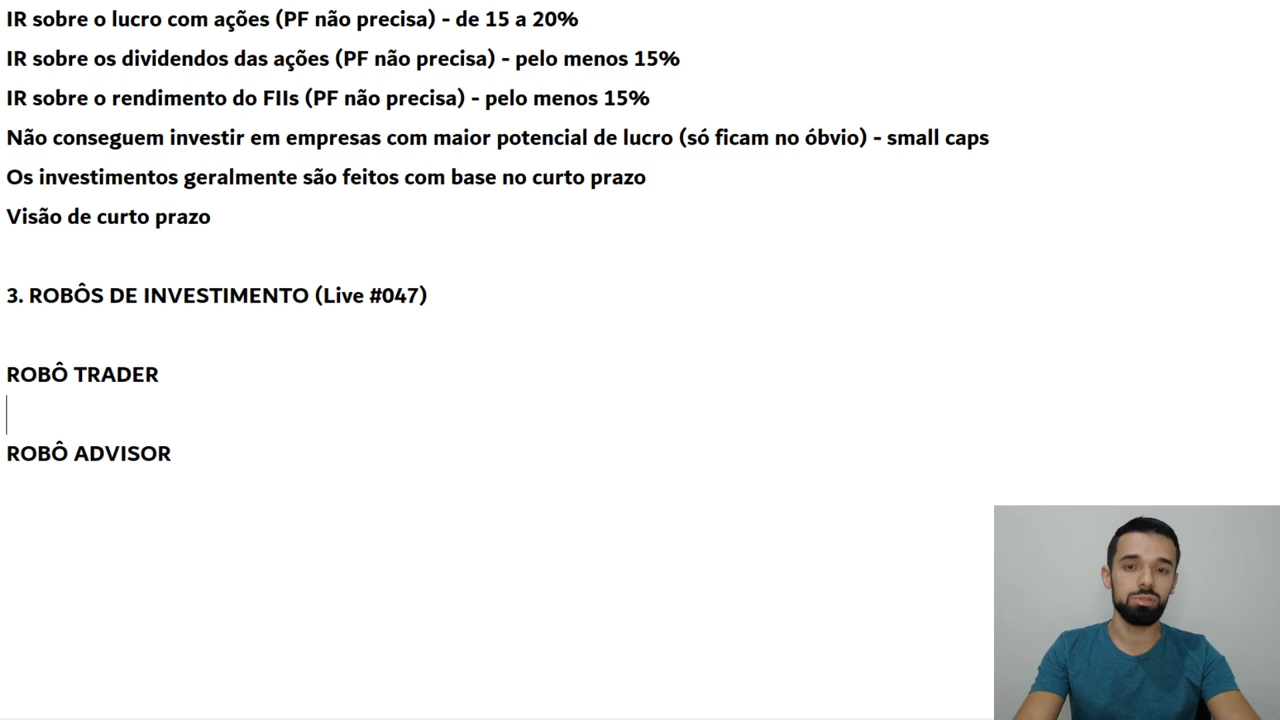 IR sobre o lucro com ações (PF não precisa) - de 15 a 20%
IR sobre os dividendos das ações (PF não precisa) - pelo menos 15%
IR sobre o rendimento do FIIs (PF não precisa) - pelo menos 15%
Não conseguem investir em empresas com maior potencial de lucro (só ficam no óbvio) - small caps
Os investimentos geralmente são feitos com base no curto prazo
Visão de curto prazo
3. ROBÔS DE INVESTIMENTO (Live #047)
ROBÔ TRADER
ROBÔ ADVISOR